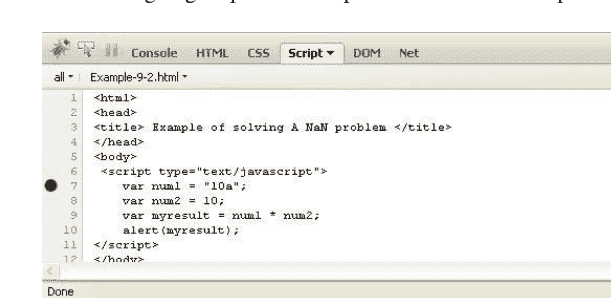 Console HTML CSS Script DOM Net
all Example-9-2.html
1 <html>
2 <head>
3 <title> Example of solving A NaN problem </title>
4 </head>
5 <body>
6 <script type="text/javascript">
7 var num1 = "10a";
8 var num2 = 10;
9 var myresult = num1 * num2;
10 alert(myresult);
11 </script>
12 </body>
Done